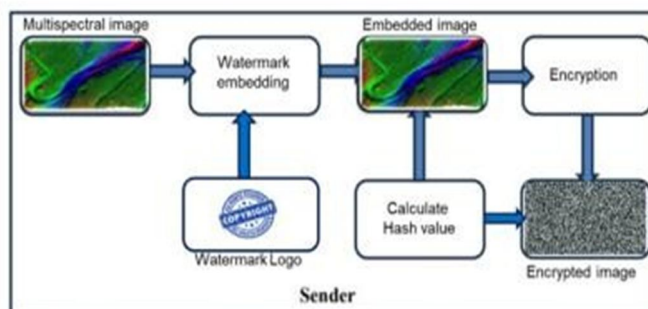 Multispectral image
Embedded image
Watermark
embedding
Encryption
COPYRIGHT
Calculate
Hash value
Watermark Logo
Encrypted image
Sender